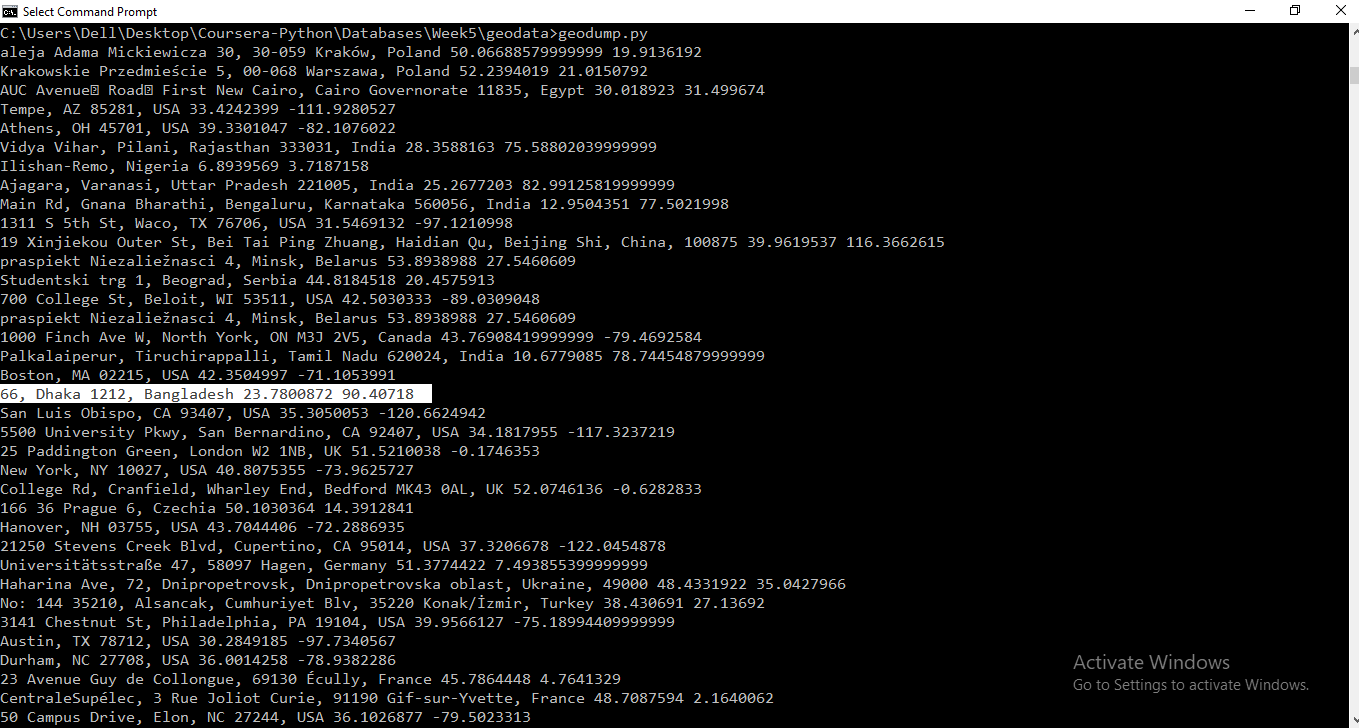 Select Command Prompt
C:\Users\Dell\Desktop\Coursera-Python\Databases\Week5\geodata>geodump.py
aleja Adama Mickiewicza 30, 30-059 Kraków, Poland 50.06688579999999 19.9136192
Krakowskie Przedmieście 5, 00-068 Warszawa, Poland 52.2394019 21.0150792
AUC Avenue Road First New Cairo, Cairo Governorate 11835, Egypt 30.018923 31.499674
Tempe, AZ 85281, USA 33.4242399 -111.9280527
Athens, OH 45701, USA 39.3301047 -82.1076022
Vidya Vihar, Pilani, Rajasthan 333031, India 28.3588163 75.58802039999999
Ilishan-Remo, Nigeria 6.8939569 3.7187158
Ajagara, Varanasi, Uttar Pradesh 221005, India 25.2677203 82.99125819999999
Main Rd, Gnana Bharathi, Bengaluru, Karnataka 560056, India 12.9504351 77.5021998
1311 S 5th St, Waco, TX 76706, USA 31.5469132 -97.1210998
19 Xinjiekou Outer St, Bei Tai Ping Zhuang, Haidian Qu, Beijing Shi, China, 100875 39.9619537 116.3662615
praspiekt Niezaliežnasci 4, Minsk, Belarus 53.8938988 27.5460609
Studentski trg 1, Beograd, Serbia 44.8184518 20.4575913
700 College St, Beloit, WI 53511, USA 42.5030333 -89.0309048
praspiekt Niezaliežnasci 4, Minsk, Belarus 53.8938988 27.5460609
1000 Finch Ave W, North York, ON M3J 2V5, Canada 43.76908419999999 -79.4692584
Palkalaiperur, Tiruchirappalli, Tamil Nadu 620024, India 10.6779085 78.74454879999999
Boston, MA 02215, USA 42.3504997 -71.1053991
66, Dhaka 1212, Bangladesh 23.7800872 90.40718
San Luis Obispo, CA 93407, USA 35.3050053 -120.6624942
5500 University Pkwy, San Bernardino, CA 92407, USA 34.1817955 -117.3237219
25 Paddington Green, London W2 1NB, UK 51.5210038 -0.1746353
New York, NY 10027, USA 40.8075355 -73.9625727
College Rd, Cranfield, Wharley End, Bedford MK43 0AL, UK 52.0746136 -0.6282833
166 36 Prague 6, Czechia 50.1030364 14.3912841
Hanover, NH 03755, USA 43.7044406 -72.2886935
21250 Stevens Creek Blvd, Cupertino, CA 95014, USA 37.3206678 -122.0454878
Universitätsstraße 47, 58097 Hagen, Germany 51.3774422 7.493855399999999
Haharina Ave, 72, Dnipropetrovsk, Dnipropetrovska oblast, Ukraine, 49000 48.4331922 35.0427966
No: 144 35210, Alsancak, Cumhuriyet Blv, 35220 Konak/İzmir, Turkey 38.430691 27.13692
3141 Chestnut St, Philadelphia, PA 19104, USA 39.9566127 -75.18994409999999
Austin, TX 78712, USA 30.2849185 -97.7340567
Durham, NC 27708, USA 36.0014258 -78.9382286
23 Avenue Guy de Collongue, 69130 Écully, France 45.7864448 4.7641329
CentraleSupélec, 3 Rue Joliot Curie, 91190 Gif-sur-Yvette, France 48.7087594 2.1640062
50 Campus Drive, Elon, NC 27244, USA 36.1026877 -79.5023313
Activate Windows
Go to Settings to activate Windows.